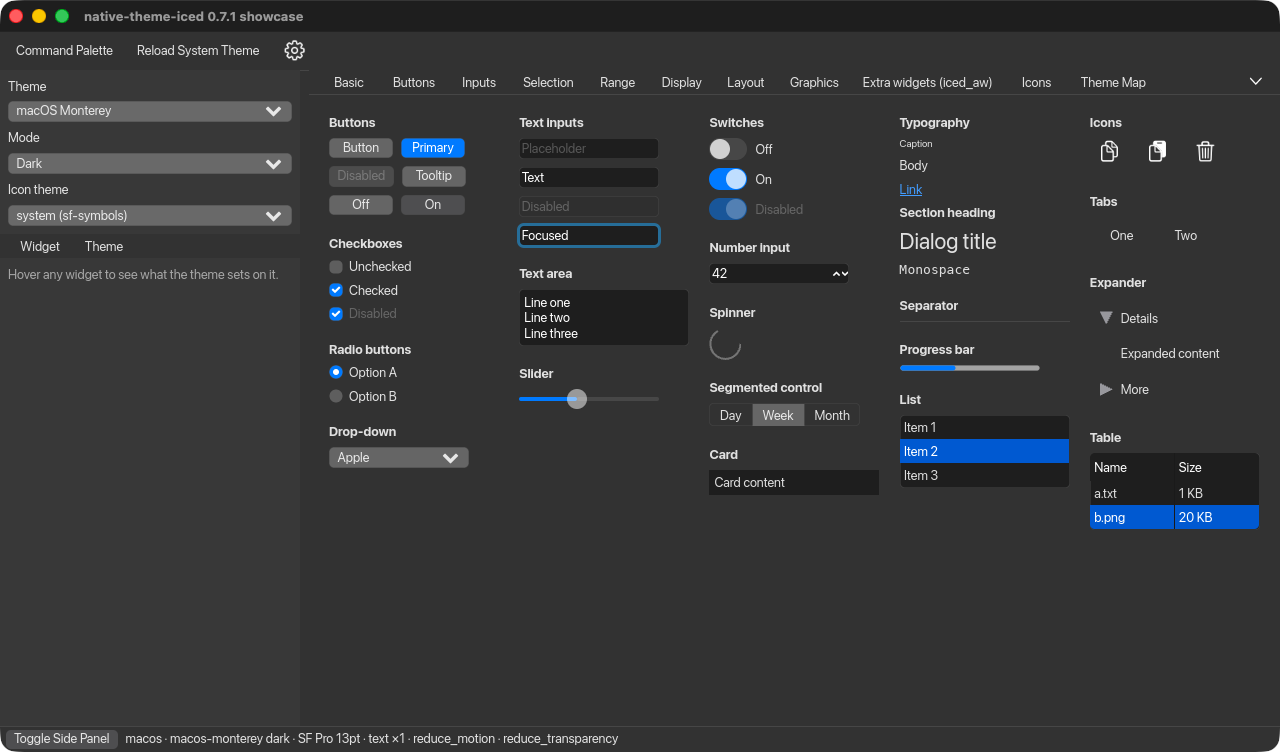 native-theme-iced 0.7.1 showcase
Command Palette
Reload System Theme
Theme
macOS Monterey
Mode
Dark
Icon theme
system (sf-symbols)
Widget
Theme
Hover any widget to see what the theme sets on it.
Basic
Buttons
Inputs
Selection
Range
Display
Layout
Graphics
Extra widgets (iced_aw)
Icons
Theme Map
Buttons
Button
Primary
Disabled
Tooltip
Off
On
Checkboxes
Unchecked
Checked
Disabled
Radio buttons
Option A
Option B
Drop-down
Apple
Text inputs
Placeholder
Text
Disabled
Focused
Text area
Line one
Line two
Line three
Slider
Switches
Off
On
Disabled
Number input
42
Spinner
Segmented control
Day
Week
Month
Card
Card content
Typography
Caption
Body
Link
Section heading
Dialog title
Monospace
Separator
Progress bar
List
Item 1
Item 2
Item 3
Icons
Tabs
One
Two
Expander
Details
Expanded content
More
Table
Name Size
a.txt 1 KB
b.png 20 KB
Toggle Side Panel
macos · macos-monterey dark · SF Pro 13pt · text ×1 · reduce_motion · reduce_transparency